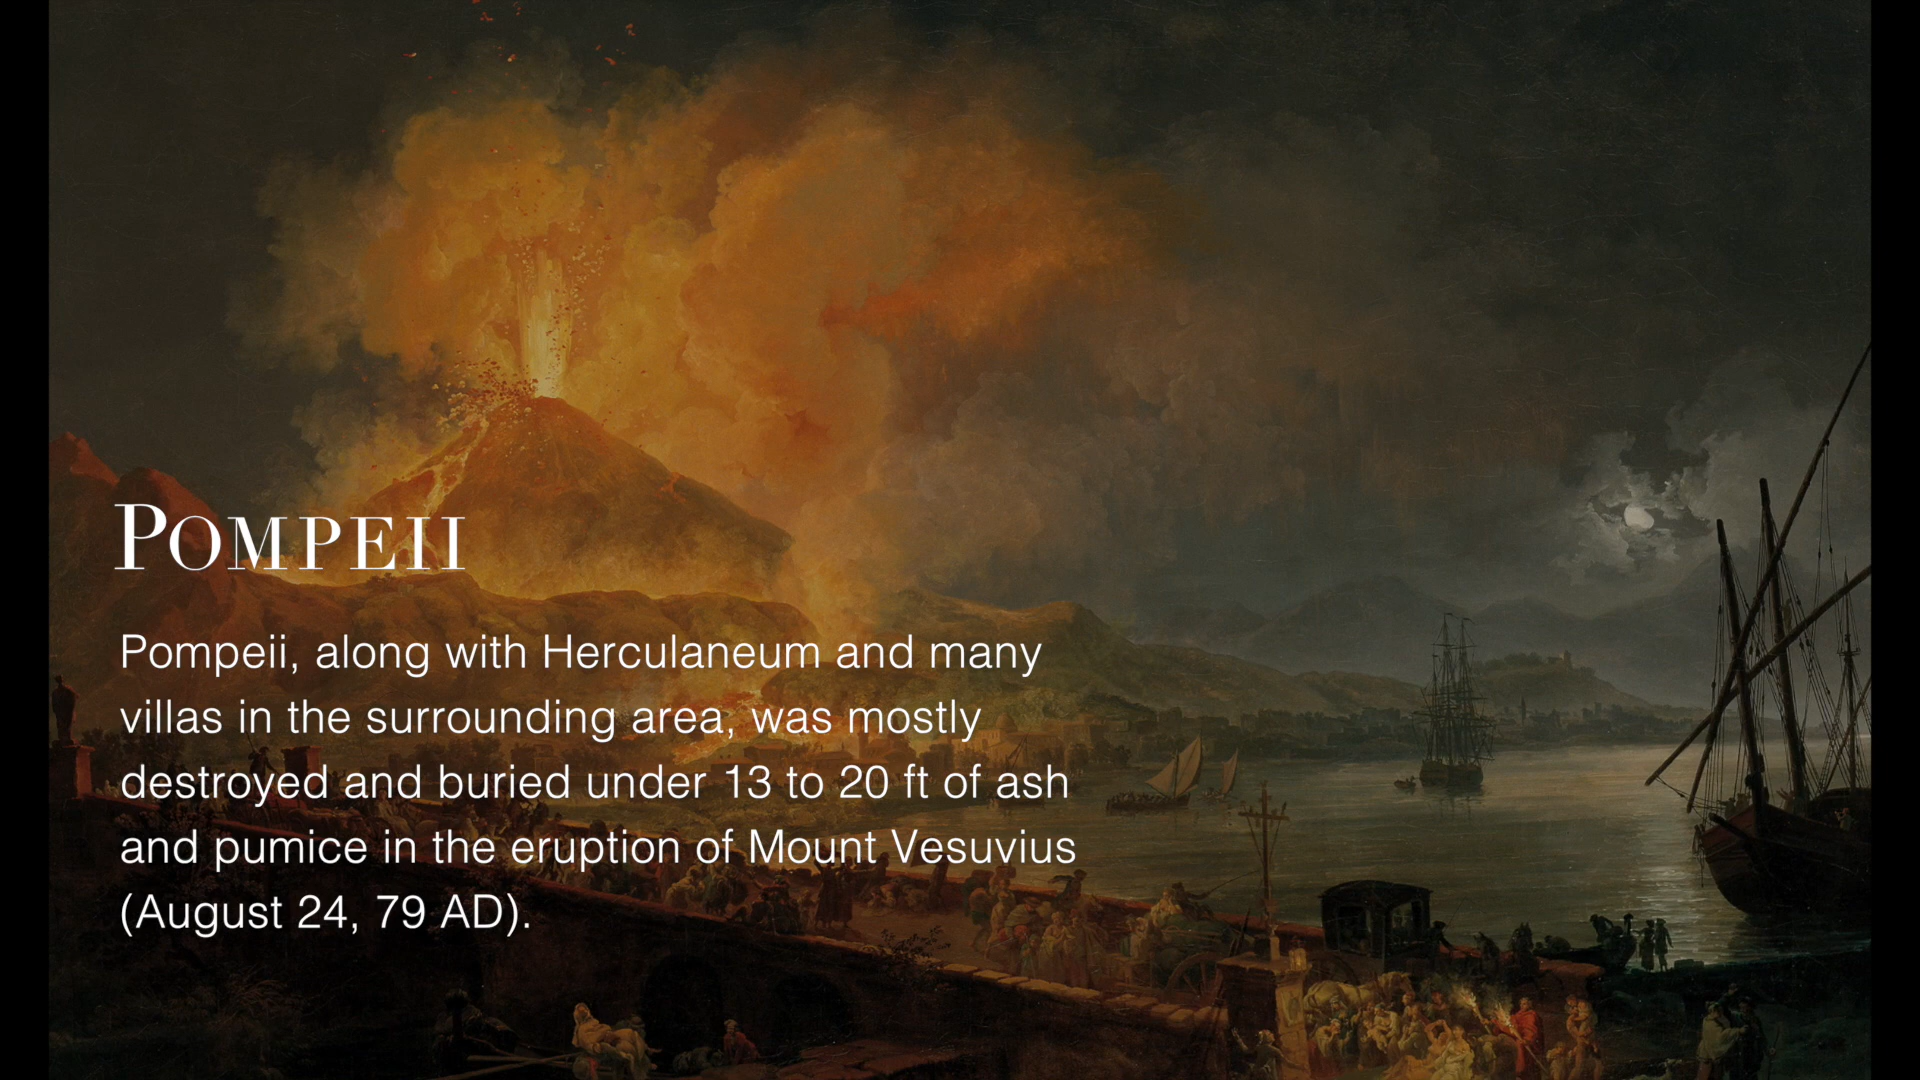 POMPEII
Pompeii, along with Herculaneum and many
villas in the surrounding area, was mostly
destroyed and buried under 13 to 20 ft of ash
and pumice in the eruption of Mount Vesuvius
(August 24, 79 AD).